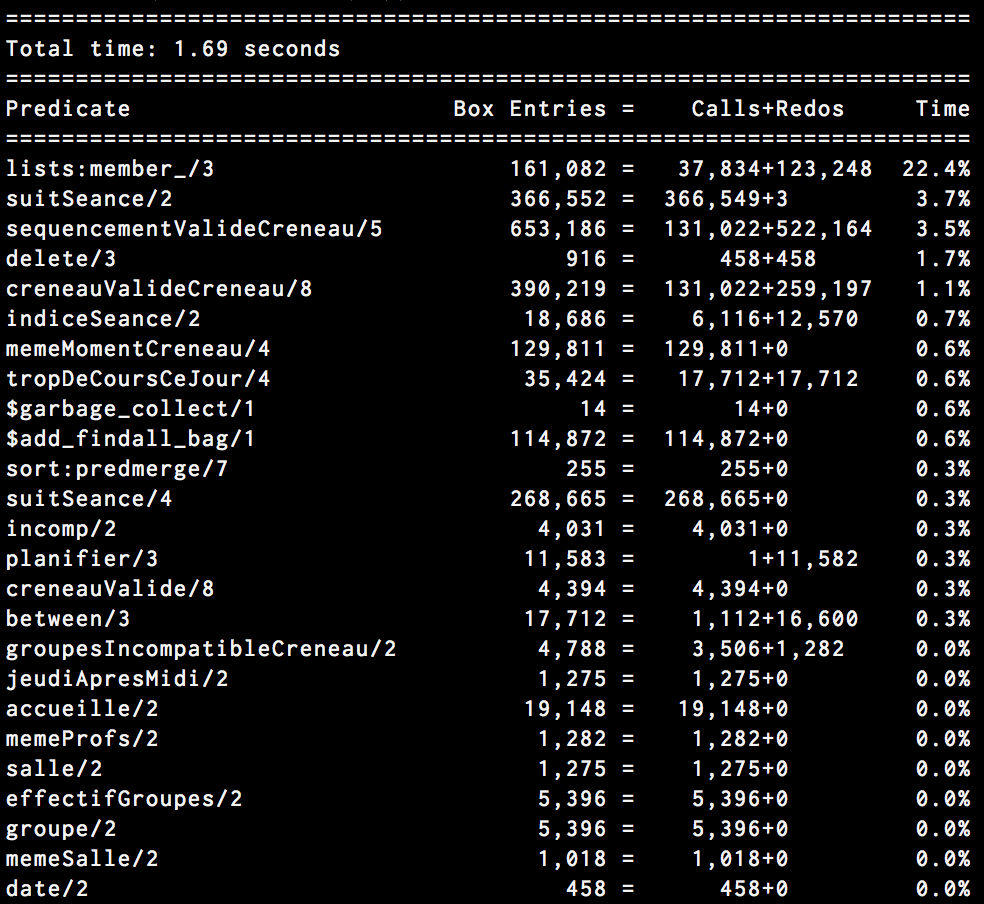 =====================================================================
Total time: 1.69 seconds
=====================================================================
Predicate                       Box Entries =    Calls+Redos     Time
=====================================================================
lists:member_/3                     161,082 =   37,834+123,248  22.4%
suitSeance/2                        366,552 =  366,549+3         3.7%
sequencementValideCreneau/5         653,186 =  131,022+522,164   3.5%
delete/3                                916 =      458+458       1.7%
creneauValideCreneau/8              390,219 =  131,022+259,197   1.1%
indiceSeance/2                       18,686 =    6,116+12,570    0.7%
memeMomentCreneau/4                 129,811 =  129,811+0         0.6%
tropDeCoursCeJour/4                  35,424 =   17,712+17,712    0.6%
$garbage_collect/1                       14 =       14+0         0.6%
$add_findall_bag/1                  114,872 =  114,872+0         0.6%
sort:predmerge/7                        255 =      255+0         0.3%
suitSeance/4                        268,665 =  268,665+0         0.3%
incomp/2                              4,031 =    4,031+0         0.3%
planifier/3                          11,583 =        1+11,582    0.3%
creneauValide/8                       4,394 =    4,394+0         0.3%
between/3                            17,712 =    1,112+16,600    0.3%
groupesIncompatibleCreneau/2          4,788 =    3,506+1,282     0.0%
jeudiApresMidi/2                      1,275 =    1,275+0         0.0%
accueille/2                          19,148 =   19,148+0         0.0%
memeProfs/2                           1,282 =    1,282+0         0.0%
salle/2                               1,275 =    1,275+0         0.0%
effectifGroupes/2                     5,396 =    5,396+0         0.0%
groupe/2                              5,396 =    5,396+0         0.0%
memeSalle/2                           1,018 =    1,018+0         0.0%
date/2                                  458 =      458+0         0.0%